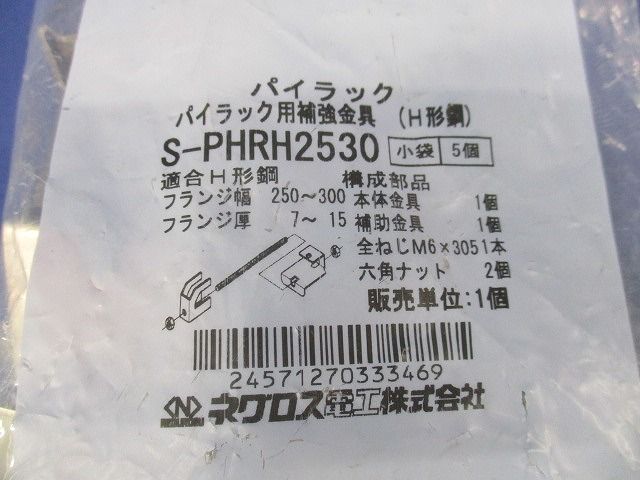 パイラック
パイラック用補強金具 (H形鋼)
S-PHRH2530 小袋 5個
適合H形鋼 構成部品
フランジ幅 250～300 本体金具 1個
フランジ厚 7～ 15 補助金具 1個
全ねじM6×305 1本
六角ナット 2個
販売単位:1個
24571270333469
ネグロス電工株式会社